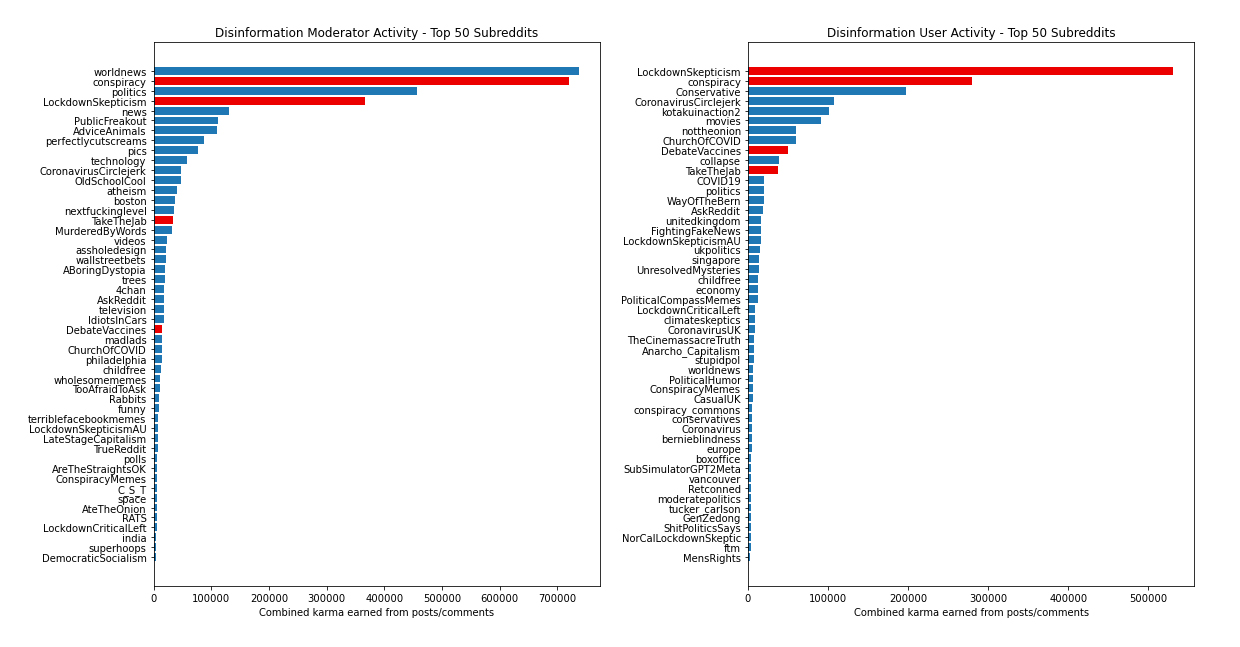 Disinformation Moderator Activity - Top 50 Subreddits
worldnews
conspiracy
politics
LockdownSkepticism
news
PublicFreakout
AdviceAnimals
perfectlycutscreams
pics
technology
CoronavirusCirclejerk
OldSchoolCool
atheism
boston
nextfuckinglevel
TakeTheJab
MurderedByWords
videos
assholedesign
wallstreetbets
ABoringDystopia
trees
4chan
AskReddit
television
IdiotsInCars
DebateVaccines
madlads
ChurchOfCOVID
philadelphia
childfree
wholesomememes
TooAfraidToAsk
Rabbits
funny
terriblefacebookmemes
LockdownSkepticismAU
LateStageCapitalism
TrueReddit
polls
AreTheStraightsOK
ConspiracyMemes
C_S_T
space
AteTheOnion
RATS
LockdownCriticalLeft
india
superhoops
DemocraticSocialism
0 100000 200000 300000 400000 500000 600000 700000
Combined karma earned from posts/comments
Disinformation User Activity - Top 50 Subreddits
LockdownSkepticism
conspiracy
Conservative
CoronavirusCirclejerk
kotakuinaction2
movies
nottheonion
ChurchOfCOVID
DebateVaccines
collapse
TakeTheJab
COVID19
politics
WayOfTheBern
AskReddit
unitedkingdom
FightingFakeNews
LockdownSkepticismAU
ukpolitics
singapore
UnresolvedMysteries
childfree
economy
PoliticalCompassMemes
LockdownCriticalLeft
climateskeptics
CoronavirusUK
TheCinemassacreTruth
Anarcho_Capitalism
stupidpol
worldnews
PoliticalHumor
ConspiracyMemes
CasualUK
conspiracy_commons
conservatives
Coronavirus
bernieblindness
europe
boxoffice
SubSimulatorGPT2Meta
vancouver
Retconned
moderatepolitics
tucker_carlson
GenZedong
ShitPoliticsSays
NorCalLockdownSkeptic
ftm
MensRights
0 100000 200000 300000 400000 500000
Combined karma earned from posts/comments